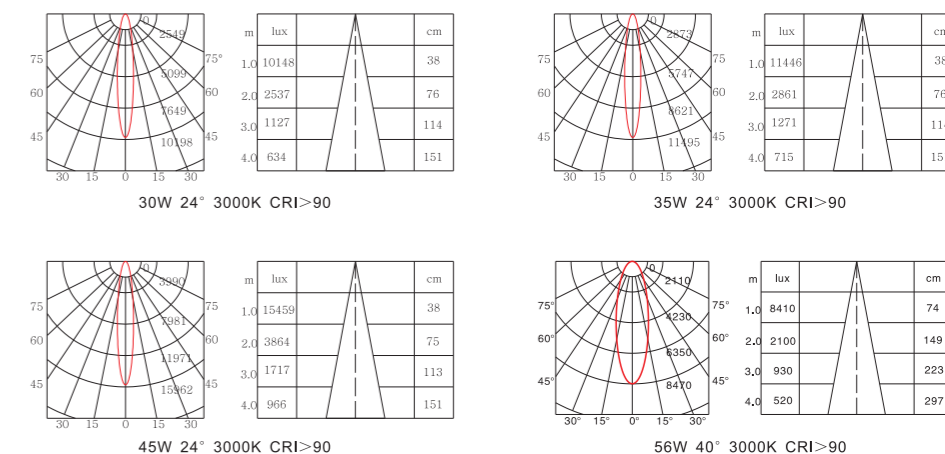 0
2549
5099
7649
10198
75 75°
60 60
45 45
30 15 0 15 30
m lux cm
1.0 10148 38
2.0 2537 76
3.0 1127 114
4.0 634 151
30W 24° 3000K CRI>90
0
2873
5747
8621
11495
75 75
60 60
45 45
30 15 0 15 30
m lux cm
1.0 11446 38
2.0 2861 76
3.0 1271
4.0 715
35W 24° 3000K CRI>90
0
3990
7981
11971
15962
75 75
60 60
45 45
30 15 0 15 30
m lux cm
1.0 15459 38
2.0 3864 75
3.0 1717 113
4.0 966 151
45W 24° 3000K CRI>90
0
2110
4230
6350
8470
75° 75°
60° 60°
45° 45°
30° 15° 0° 15° 30°
m lux cm
1.0 8410 74
2.0 2100 149
3.0 930 223
4.0 520 297
56W 40° 3000K CRI>90